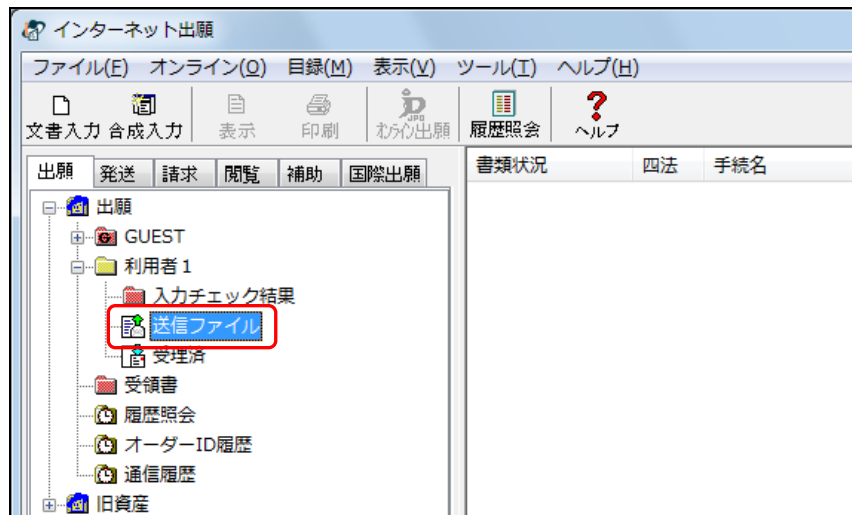 インターネット出願
ファイル(F) オンライン(O) 目録(M) 表示(V) ツール(T) ヘルプ(H)
文書入力 合成入力 表示 印刷 オンライン出願 履歴照会 ヘルプ
出願 発送 請求 閲覧 補助 国際出願
書類状況 四法 手続名
出願
GUEST
利用者1
入力チェック結果
送信ファイル
受理済
受領書
履歴照会
オーダーID履歴
通信履歴
旧資産